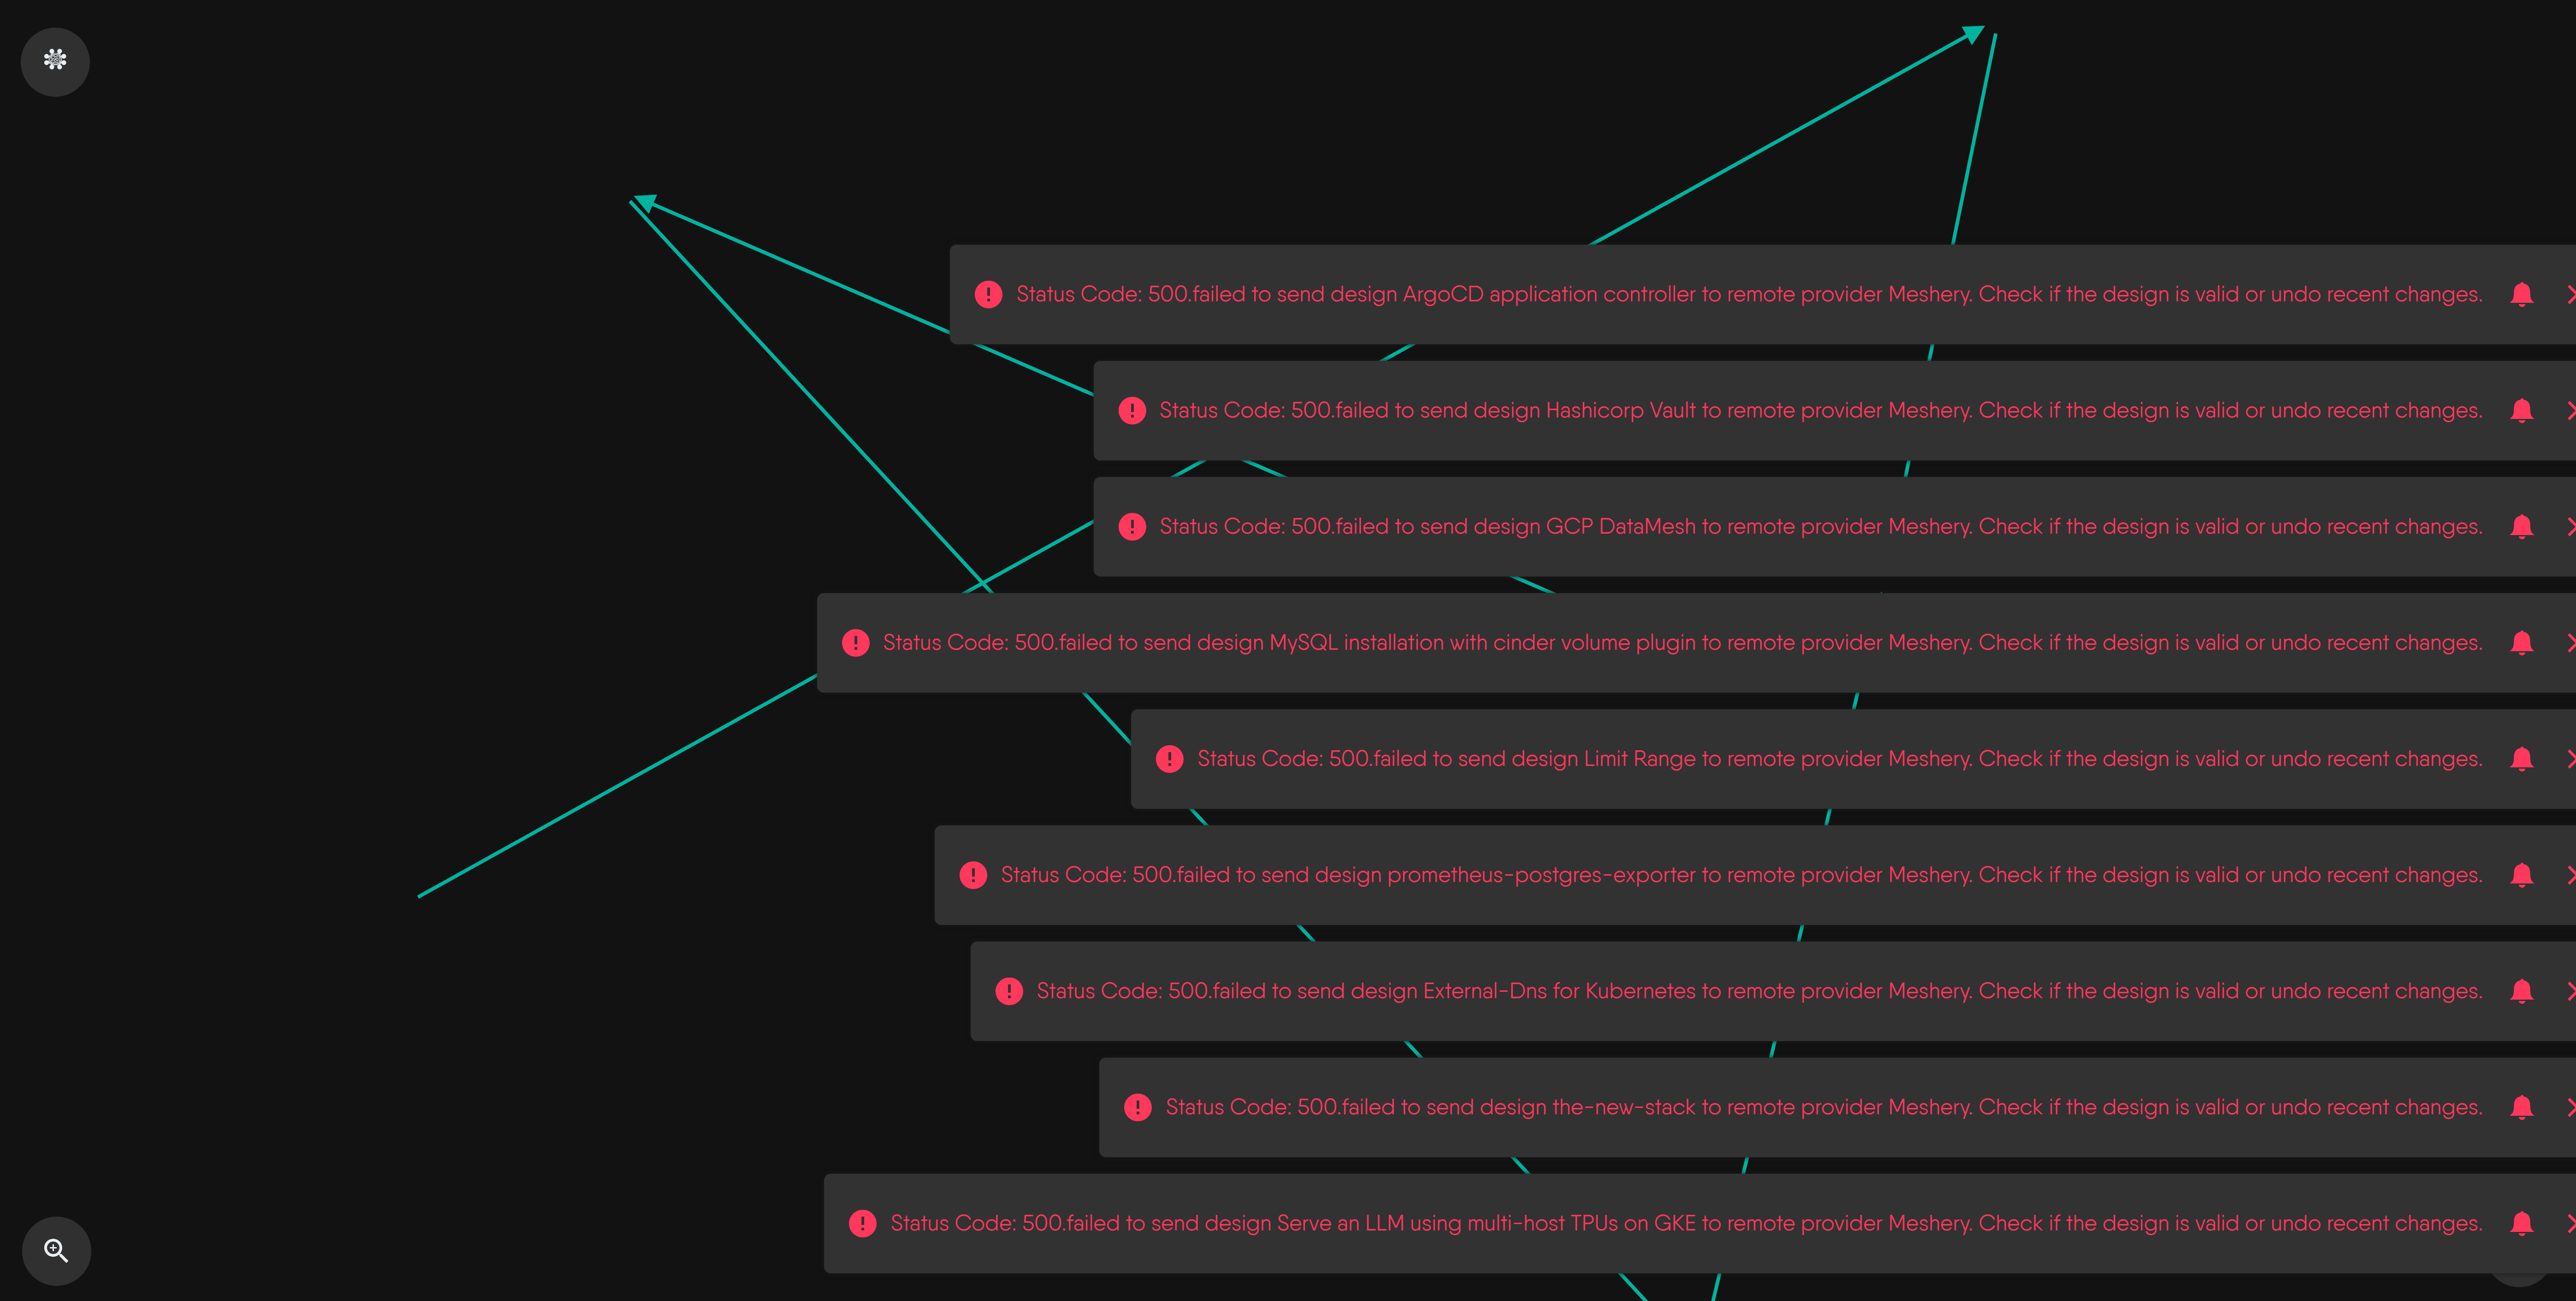 Status Code: 500.failed to send design ArgoCD application controller to remote provider Meshery. Check if the design is valid or undo recent changes.
Status Code: 500.failed to send design Hashicorp Vault to remote provider Meshery. Check if the design is valid or undo recent changes.
Status Code: 500.failed to send design GCP DataMesh to remote provider Meshery. Check if the design is valid or undo recent changes.
Status Code: 500.failed to send design MySQL installation with cinder volume plugin to remote provider Meshery. Check if the design is valid or undo recent changes.
Status Code: 500.failed to send design Limit Range to remote provider Meshery. Check if the design is valid or undo recent changes.
Status Code: 500.failed to send design prometheus-postgres-exporter to remote provider Meshery. Check if the design is valid or undo recent changes.
Status Code: 500.failed to send design External-Dns for Kubernetes to remote provider Meshery. Check if the design is valid or undo recent changes.
Status Code: 500.failed to send design the-new-stack to remote provider Meshery. Check if the design is valid or undo recent changes.
Status Code: 500.failed to send design Serve an LLM using multi-host TPUs on GKE to remote provider Meshery. Check if the design is valid or undo recent changes.